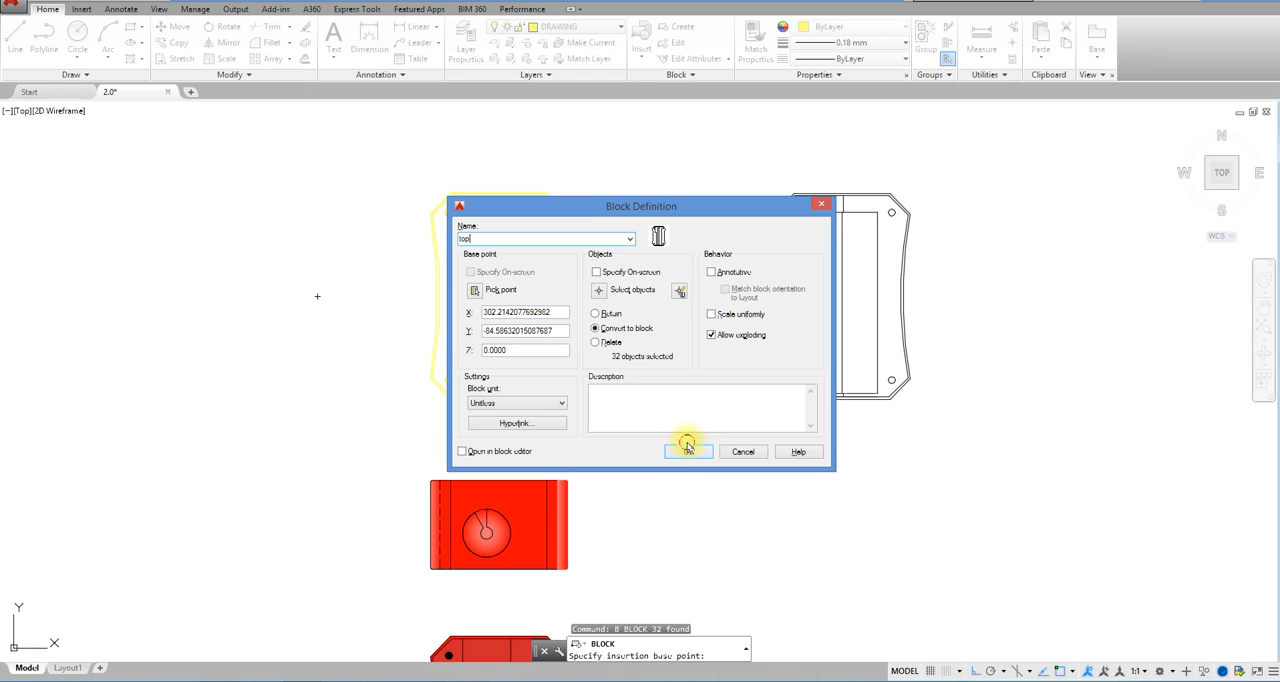 Home Insert Annotate View Manage Output Add-ins A360 Express Tools Featured Apps BIM 360 Performance
Line Polyline Circle Arc
Move Rotate Trim
Copy Mirror Fillet
Stretch Scale Array
Text Dimension
Linear
Leader
Table
Layer Properties
DRAWING
Make Current
Match Layer
Insert
Create
Edit
Edit Attributes
Match Properties
ByLayer
0.18 mm
ByLayer
Group
Measure
Paste
Base
Draw Modify Annotation Layers Block Properties Groups Utilities Clipboard View
Start 2.0*
[−][Top][2D Wireframe]
N
W TOP E
S
WCS
Block Definition
Name:
top
Base point
Specify On-screen
Pick point
X: 302.2142077692982
Y: -84.58632015087687
Z: 0.0000
Objects
Specify On-screen
Select objects
Retain
Convert to block
Delete
32 objects selected
Behavior
Annotative
Match block orientation
to layout
Scale uniformly
Allow exploding
Settings
Block unit:
Unitless
Hyperlink...
Description
Open in block editor
Cancel Help
Y
X
Command: B BLOCK 32 found
BLOCK
Specify insertion base point:
Model Layout1 +
MODEL 1:1